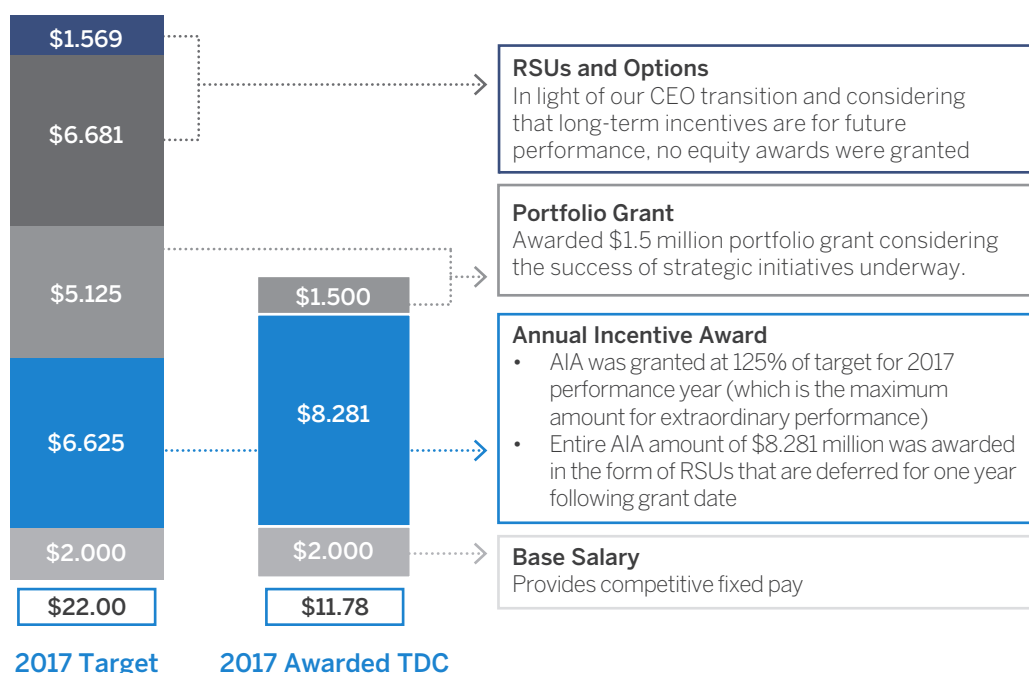 $1.569
$6.681
$5.125
$6.625
$2.000
$22.00
2017 Target
$1.500
$8.281
$2.000
$11.78
2017 Awarded TDC
RSUs and Options
In light of our CEO transition and considering
that long-term incentives are for future
performance, no equity awards were granted
Portfolio Grant
Awarded $1.5 million portfolio grant considering
the success of strategic initiatives underway.
Annual Incentive Award
• AIA was granted at 125% of target for 2017
performance year (which is the maximum
amount for extraordinary performance)
• Entire AIA amount of $8.281 million was awarded
in the form of RSUs that are deferred for one year
following grant date
Base Salary
Provides competitive fixed pay